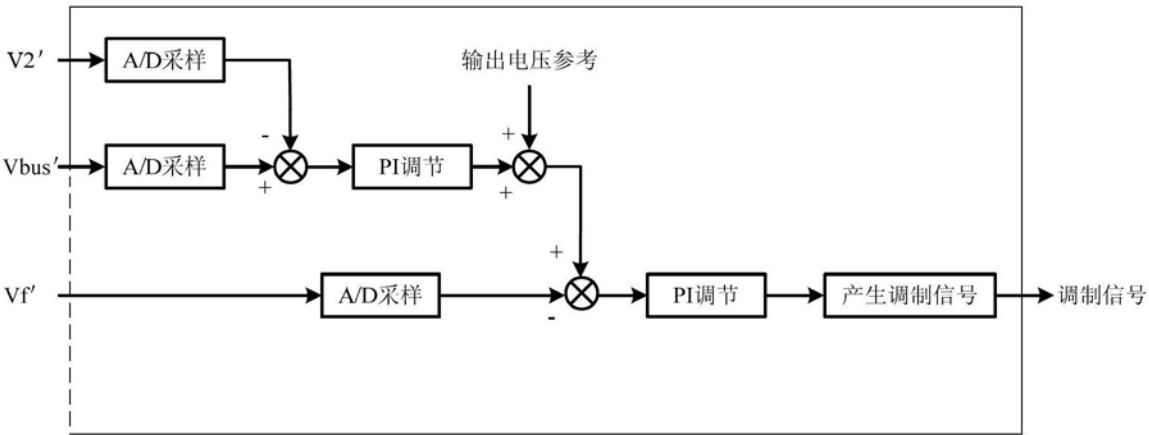 V2′
A/D采样
输出电压参考
-
+
Vbus′
A/D采样
+
PI调节
+
+
Vf′
A/D采样
-
PI调节
产生调制信号
调制信号